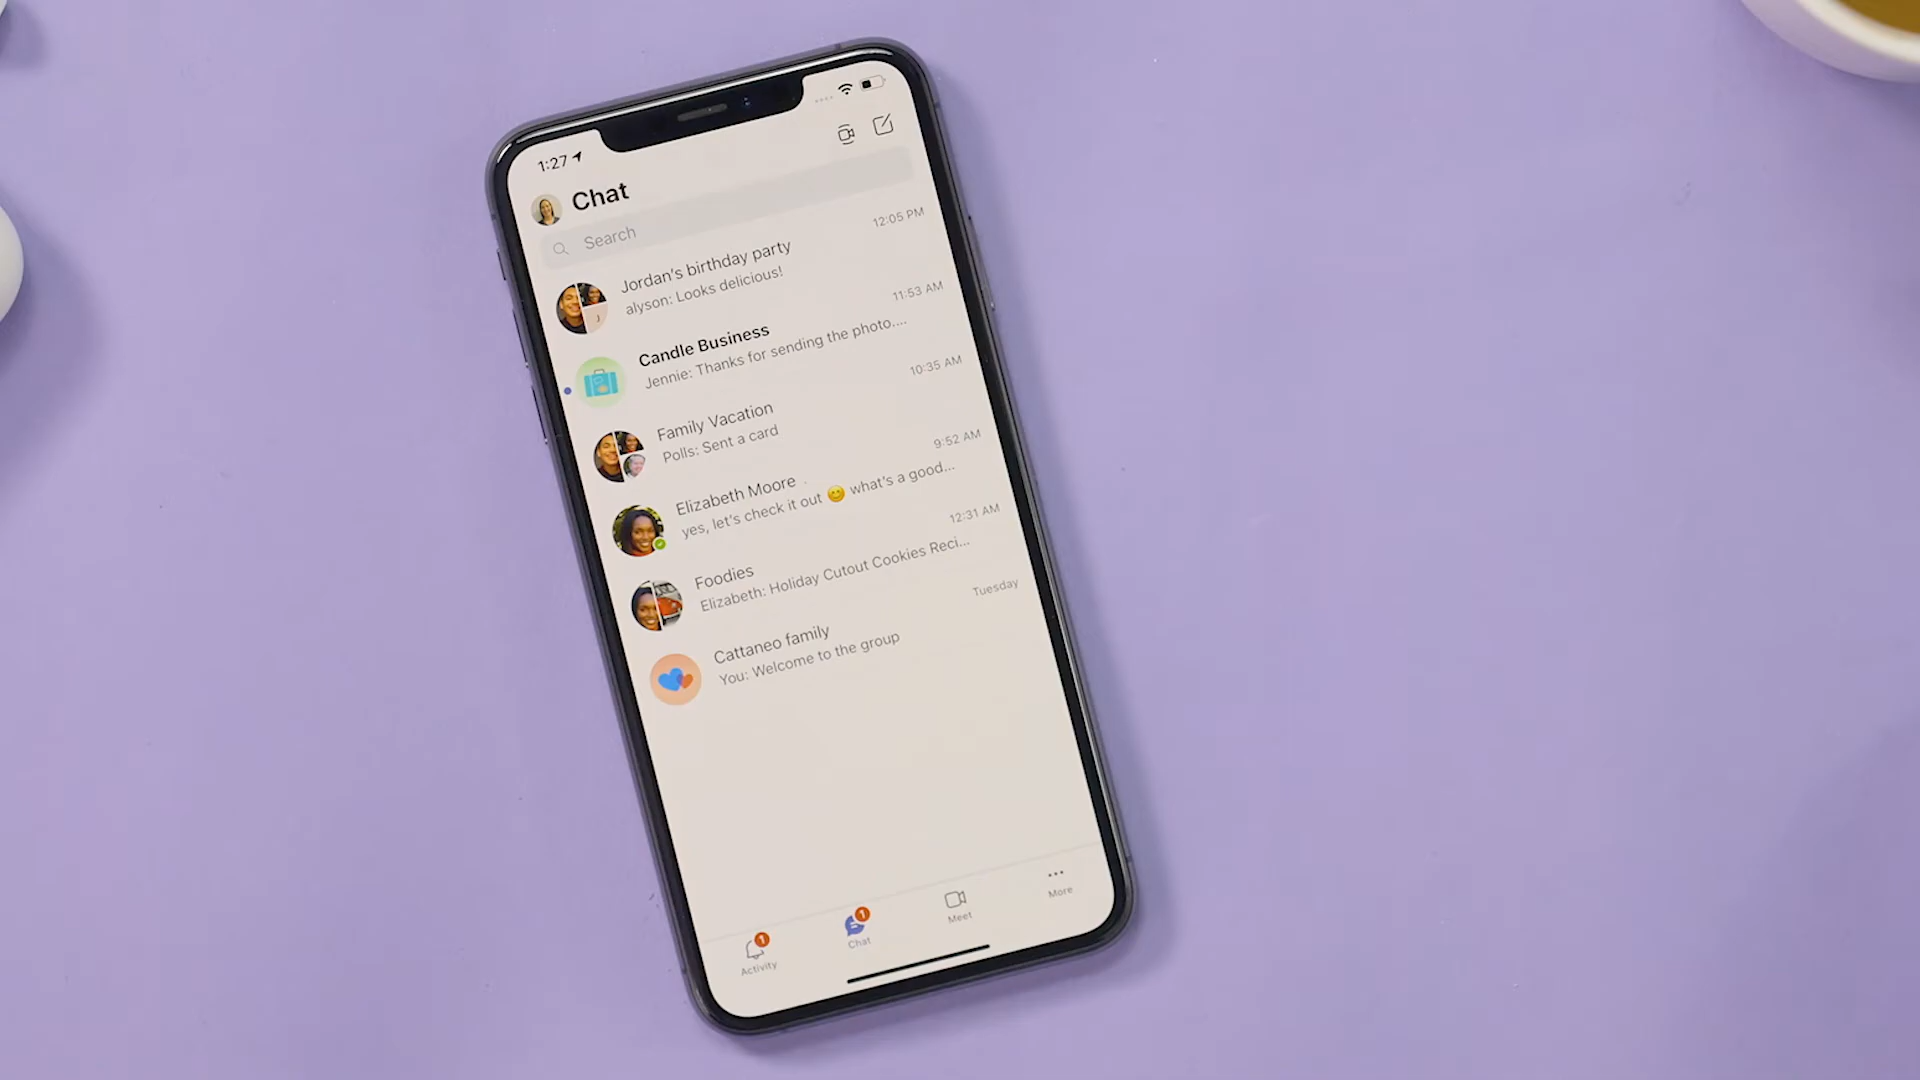 1:27
Chat
Search
Jordan's birthday party
12:05 PM
alyson: Looks delicious!
J
Candle Business
11:53 AM
Jennie: Thanks for sending the photo....
Family Vacation
10:35 AM
Polls: Sent a card
Elizabeth Moore
9:52 AM
yes, let's check it out 😊 what's a good...
Foodies
12:31 AM
Elizabeth: Holiday Cutout Cookies Reci...
Cattaneo family
Tuesday
You: Welcome to the group
1
Activity
1
Chat
Meet
More